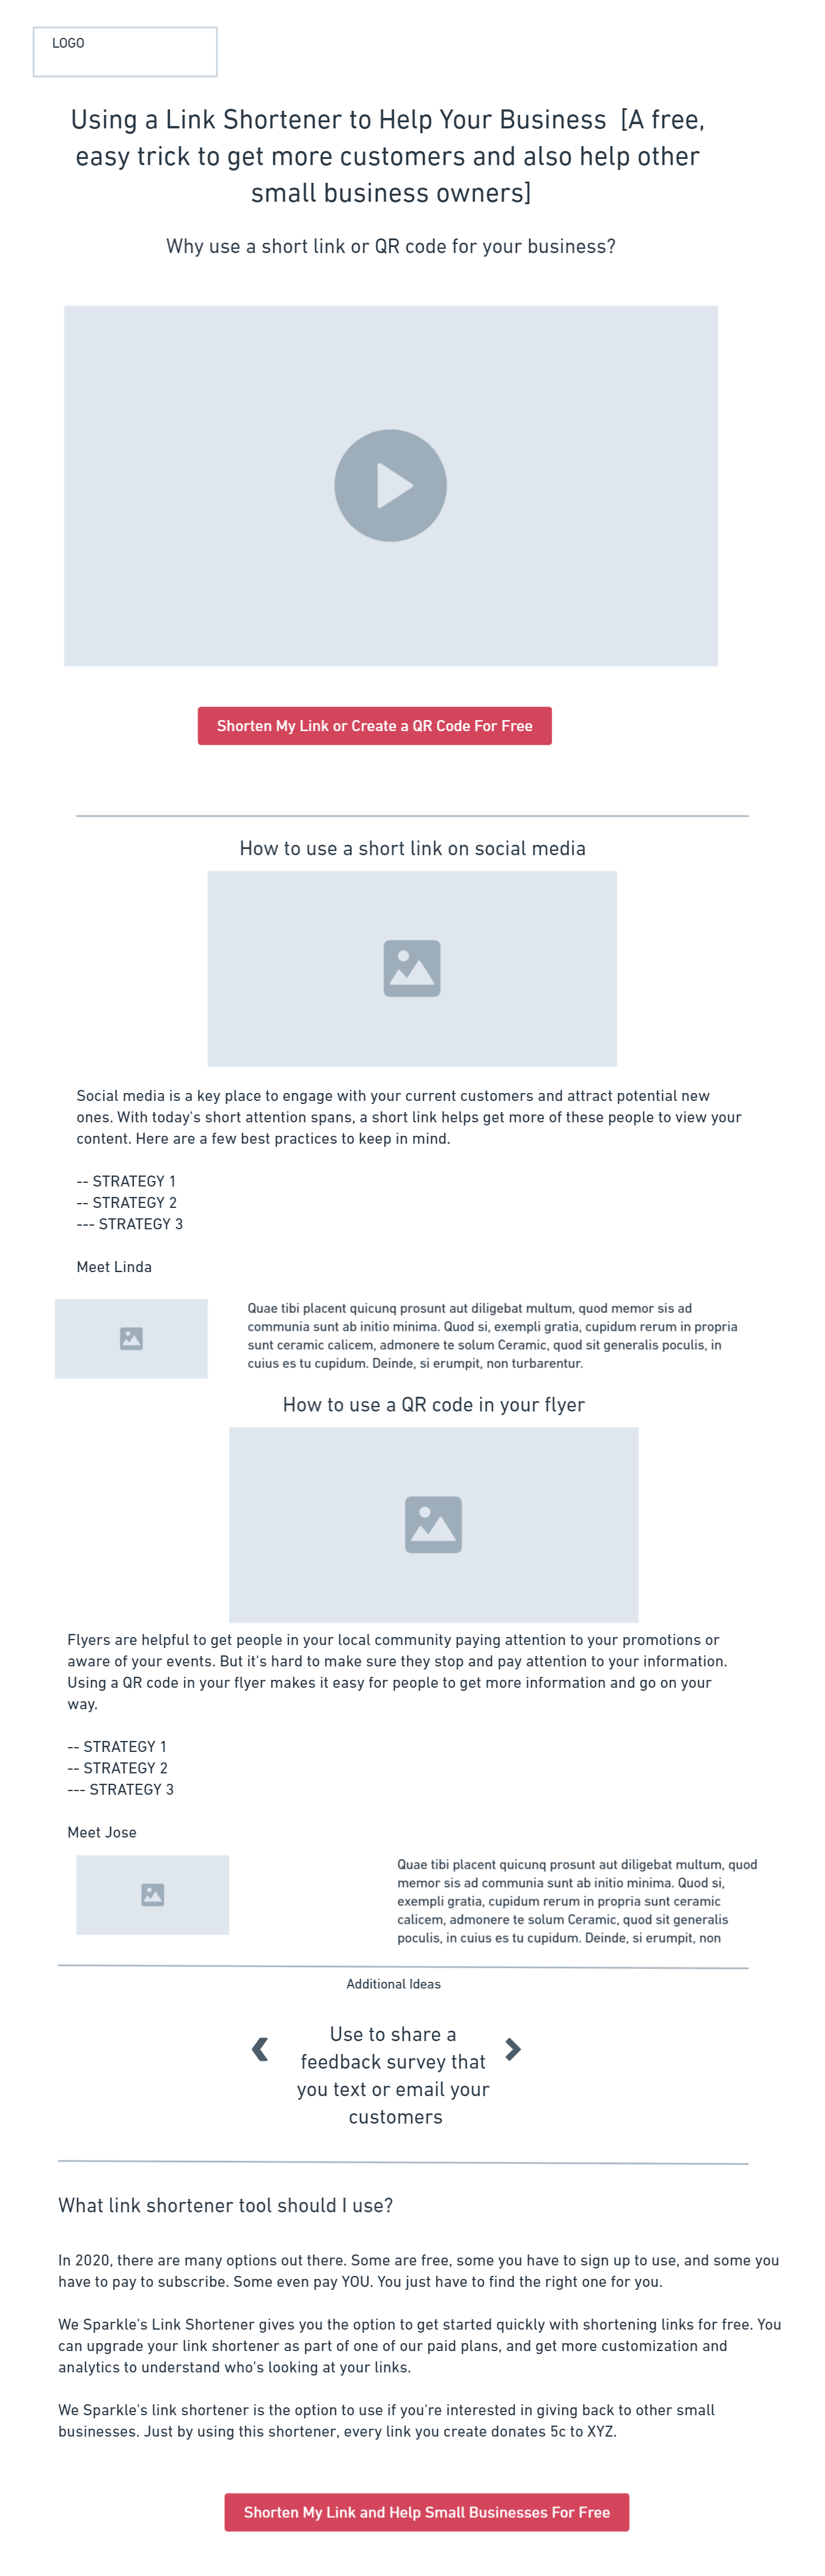 LOGO
Using a Link Shortener to Help Your Business [A free,
easy trick to get more customers and also help other
small business owners]
Why use a short link or QR code for your business?
Shorten My Link or Create a QR Code For Free
How to use a short link on social media
Social media is a key place to engage with your current customers and attract potential new
ones. With today's short attention spans, a short link helps get more of these people to view your
content. Here are a few best practices to keep in mind.
-- STRATEGY 1
-- STRATEGY 2
--- STRATEGY 3
Meet Linda
Quae tibi placent quicunq prosunt aut diligebat multum, quod memor sis ad
communia sunt ab initio minima. Quod si, exempli gratia, cupidum rerum in propria
sunt ceramic calicem, admonere te solum Ceramic, quod sit generalis poculis, in
cuius es tu cupidum. Deinde, si erumpit, non turbarentur.
How to use a QR code in your flyer
Flyers are helpful to get people in your local community paying attention to your promotions or
aware of your events. But it's hard to make sure they stop and pay attention to your information.
Using a QR code in your flyer makes it easy for people to get more information and go on your
way.
-- STRATEGY 1
-- STRATEGY 2
--- STRATEGY 3
Meet Jose
Quae tibi placent quicunq prosunt aut diligebat multum, quod
memor sis ad communia sunt ab initio minima. Quod si,
exempli gratia, cupidum rerum in propria sunt ceramic
calicem, admonere te solum Ceramic, quod sit generalis
poculis, in cuius es tu cupidum. Deinde, si erumpit, non
Additional Ideas
Use to share a
feedback survey that
you text or email your
customers
What link shortener tool should I use?
In 2020, there are many options out there. Some are free, some you have to sign up to use, and some you
have to pay to subscribe. Some even pay YOU. You just have to find the right one for you.
We Sparkle's Link Shortener gives you the option to get started quickly with shortening links for free. You
can upgrade your link shortener as part of one of our paid plans, and get more customization and
analytics to understand who's looking at your links.
We Sparkle's link shortener is the option to use if you're interested in giving back to other small
businesses. Just by using this shortener, every link you create donates 5c to XYZ.
Shorten My Link and Help Small Businesses For Free